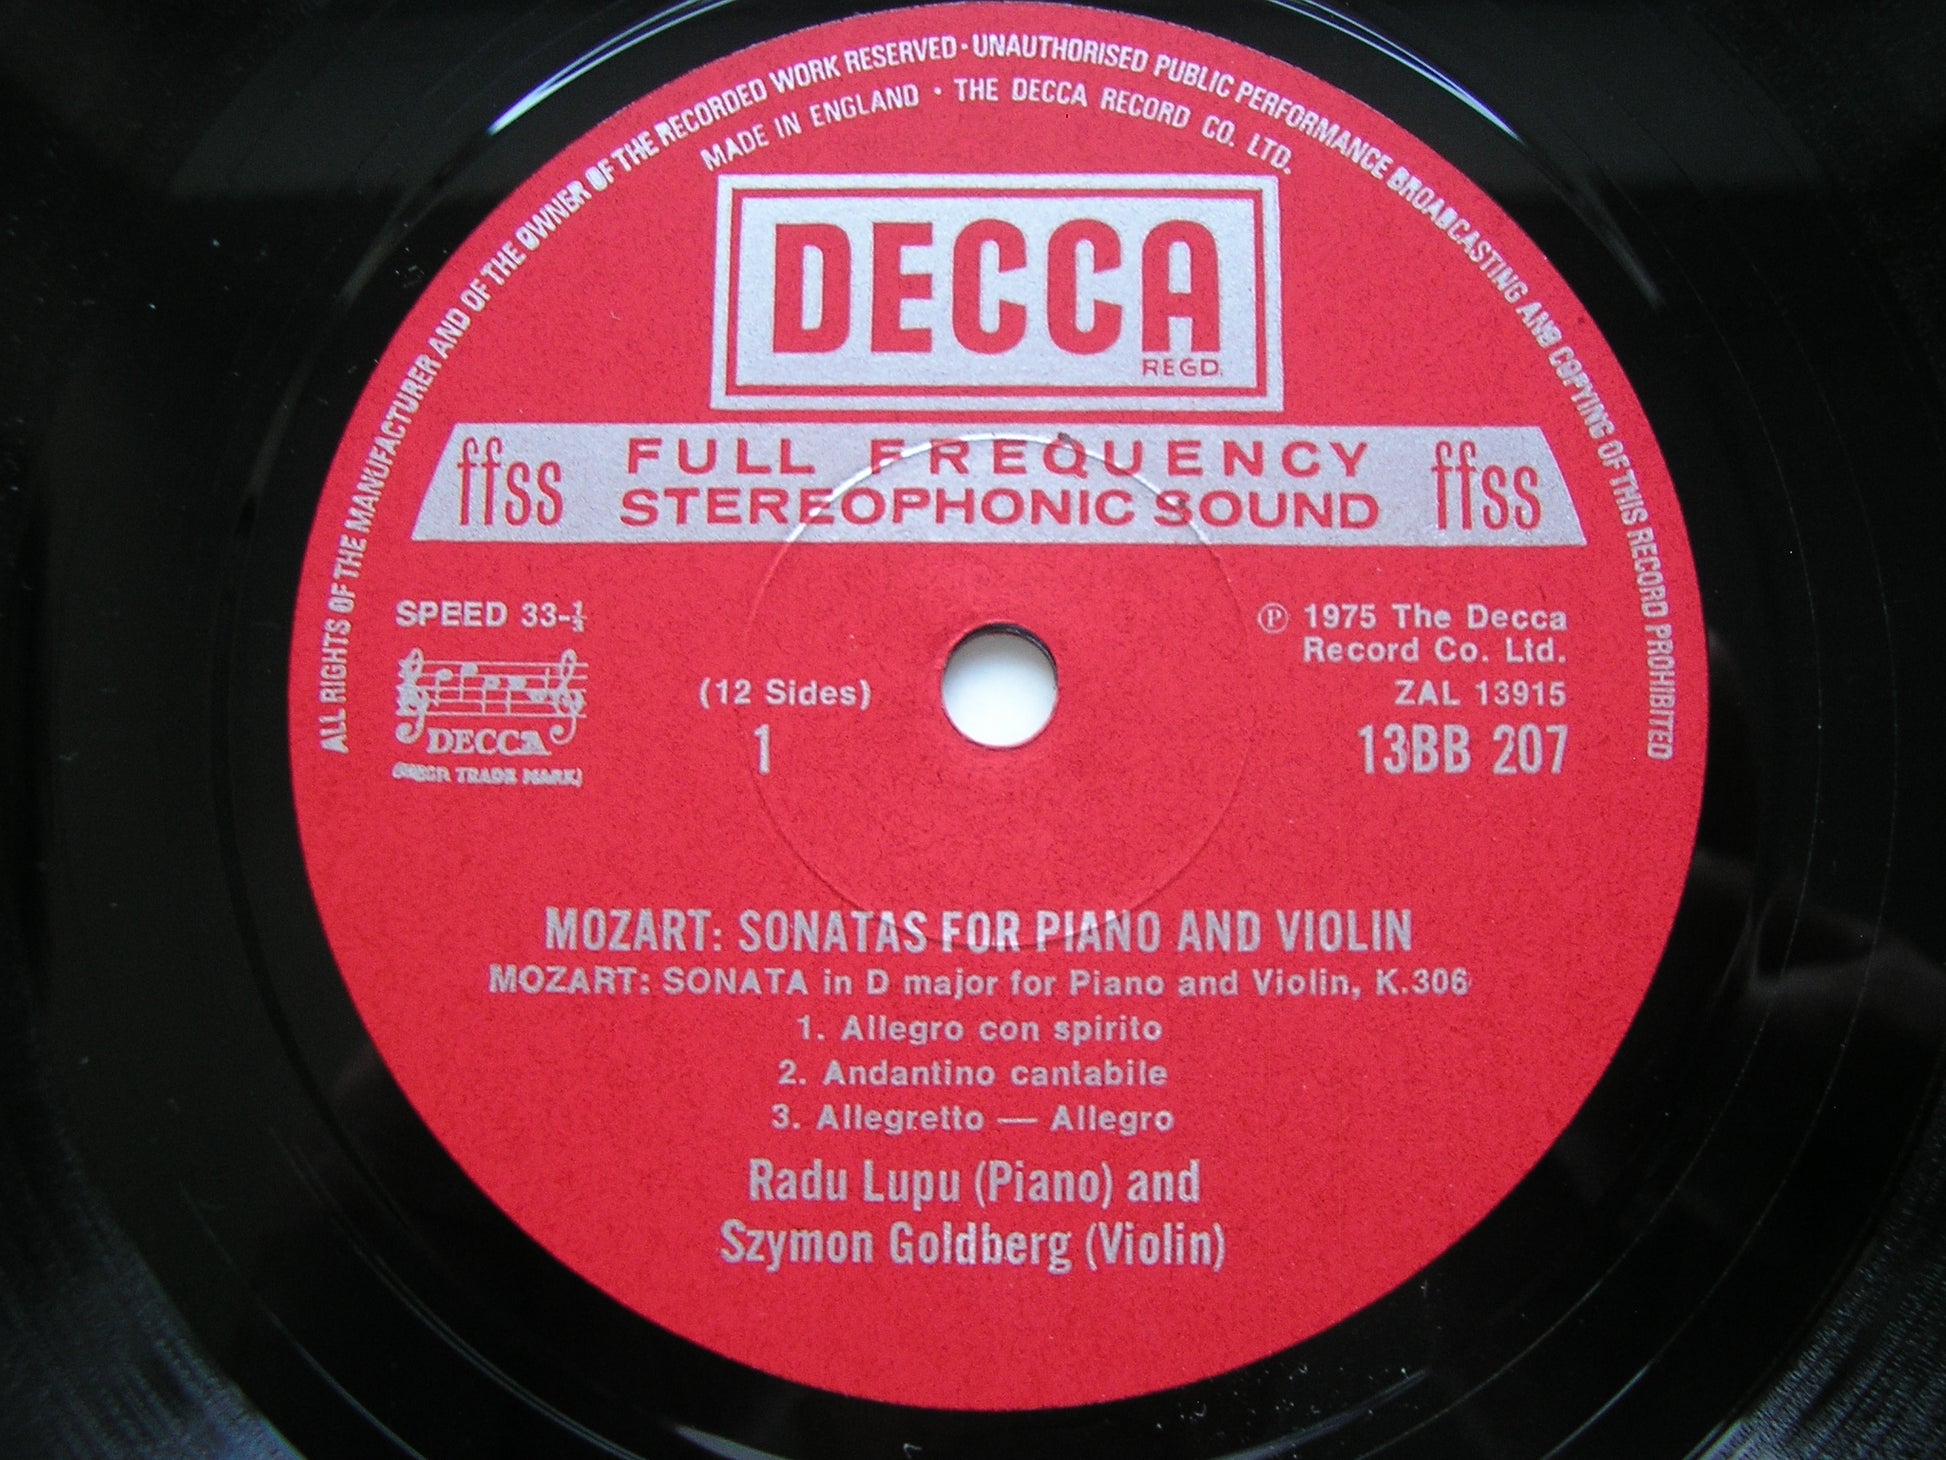 ALL RIGHTS OF THE MANUFACTURER AND OF THE OWNER OF THE RECORDED WORK RESERVED · UNAUTHORISED PUBLIC PERFORMANCE BROADCASTING AND COPYING OF THIS RECORD PROHIBITED
MADE IN ENGLAND · THE DECCA RECORD CO. LTD.
DECCA
REGD.
ffss FULL FREQUENCY STEREOPHONIC SOUND ffss
SPEED 33-⅓
DECCA
(REGD. TRADE MARK)
(12 Sides)
1
℗ 1975 The Decca
Record Co. Ltd.
ZAL 13915
13BB 207
MOZART: SONATAS FOR PIANO AND VIOLIN
MOZART: SONATA in D major for Piano and Violin, K.306
1. Allegro con spirito
2. Andantino cantabile
3. Allegretto — Allegro
Radu Lupu (Piano) and
Szymon Goldberg (Violin)